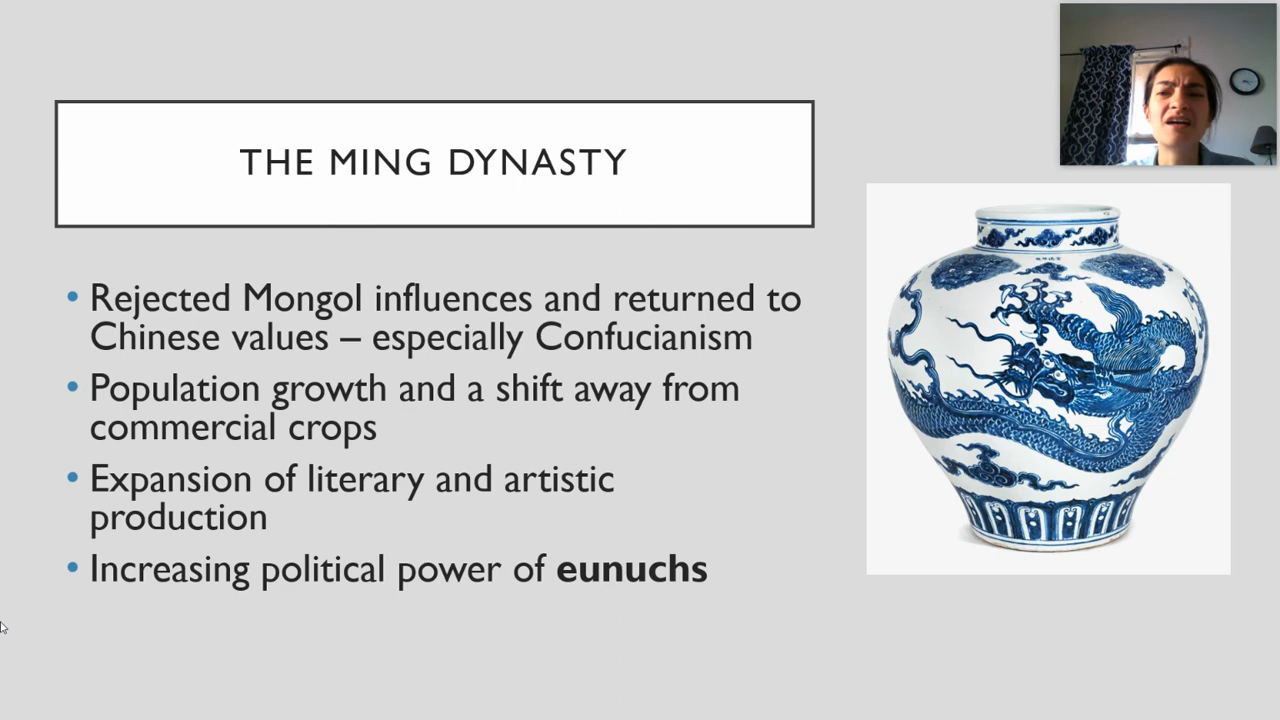 THE MING DYNASTY
• Rejected Mongol influences and returned to
Chinese values – especially Confucianism
• Population growth and a shift away from
commercial crops
• Expansion of literary and artistic
production
• Increasing political power of eunuchs